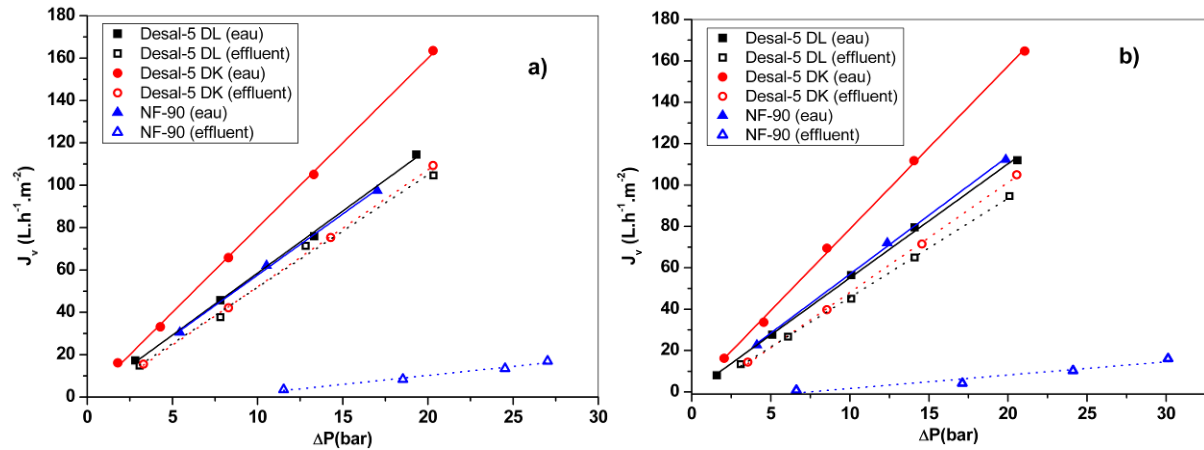 a)
Desal-5 DL (eau)
Desal-5 DL (effluent)
Desal-5 DK (eau)
Desal-5 DK (effluent)
NF-90 (eau)
NF-90 (effluent)
180
160
140
120
100
80
60
40
20
0
J_v (L.h⁻¹.m⁻²)
0 5 10 15 20 25 30
ΔP(bar)
b)
Desal-5 DL (eau)
Desal-5 DL (effluent)
Desal-5 DK (eau)
Desal-5 DK (effluent)
NF-90 (eau)
NF-90 (effluent)
180
160
140
120
100
80
60
40
20
0
J_v (L.h⁻¹.m⁻²)
0 5 10 15 20 25 30
ΔP(bar)